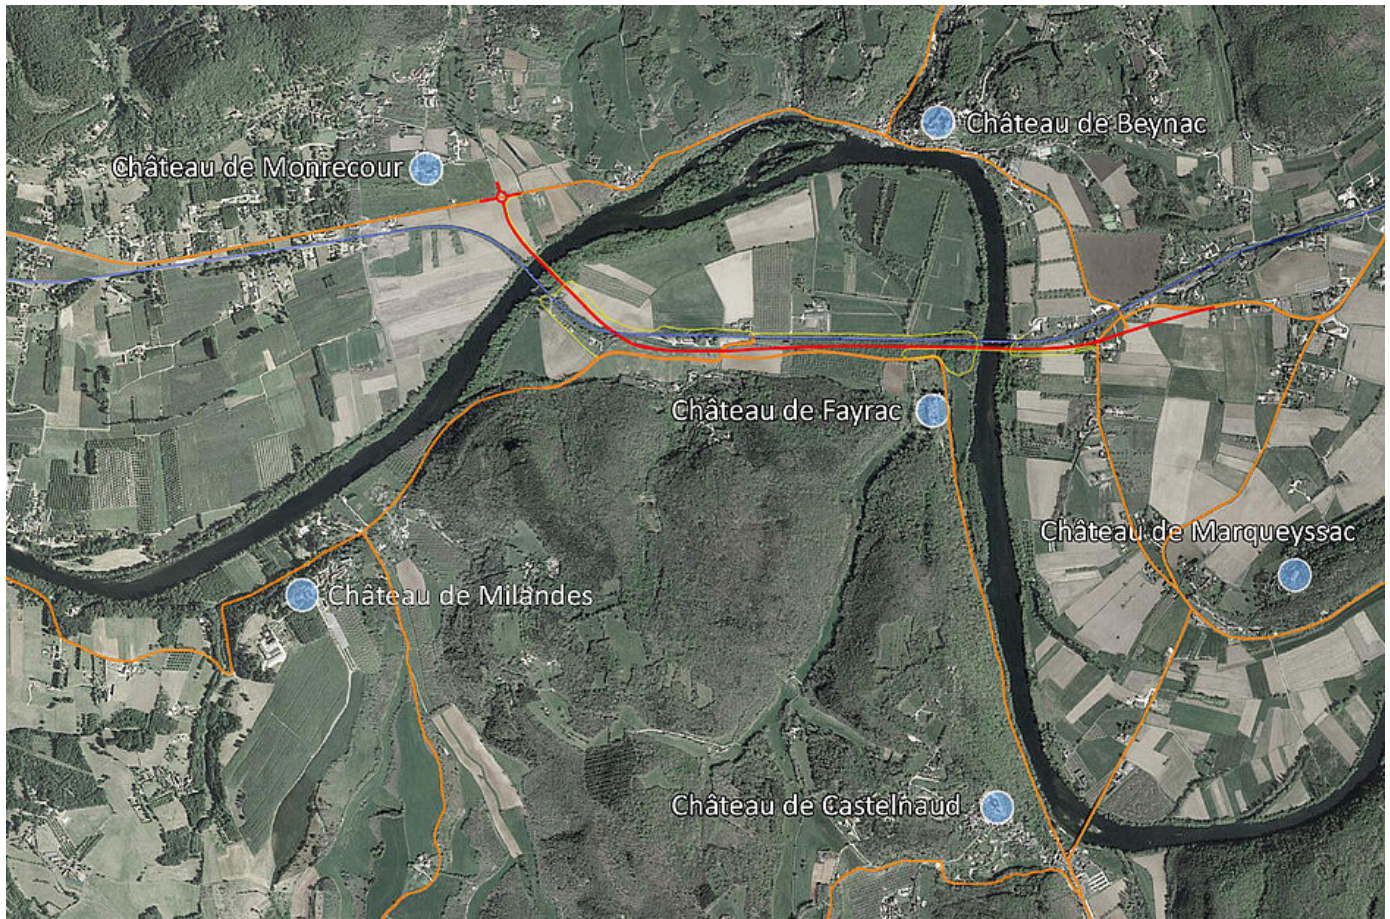 Château de Beynac
Château de Monrecour
Château de Fayrac
Château de Marqueyssac
Château de Milandes
Château de Castelnaud